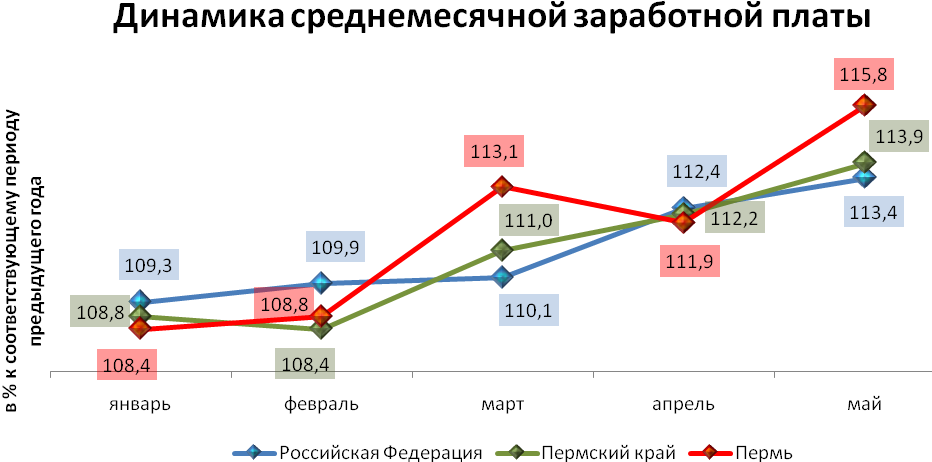 Динамика среднемесячной заработной платы
в % к соответствующему периоду
предыдущего года
115,8
113,9
113,4
113,1
112,4
112,2
111,9
111,0
110,1
109,9
109,3
108,8
108,8
108,4
108,4
январь
февраль
март
апрель
май
Российская Федерация
Пермский край
Пермь